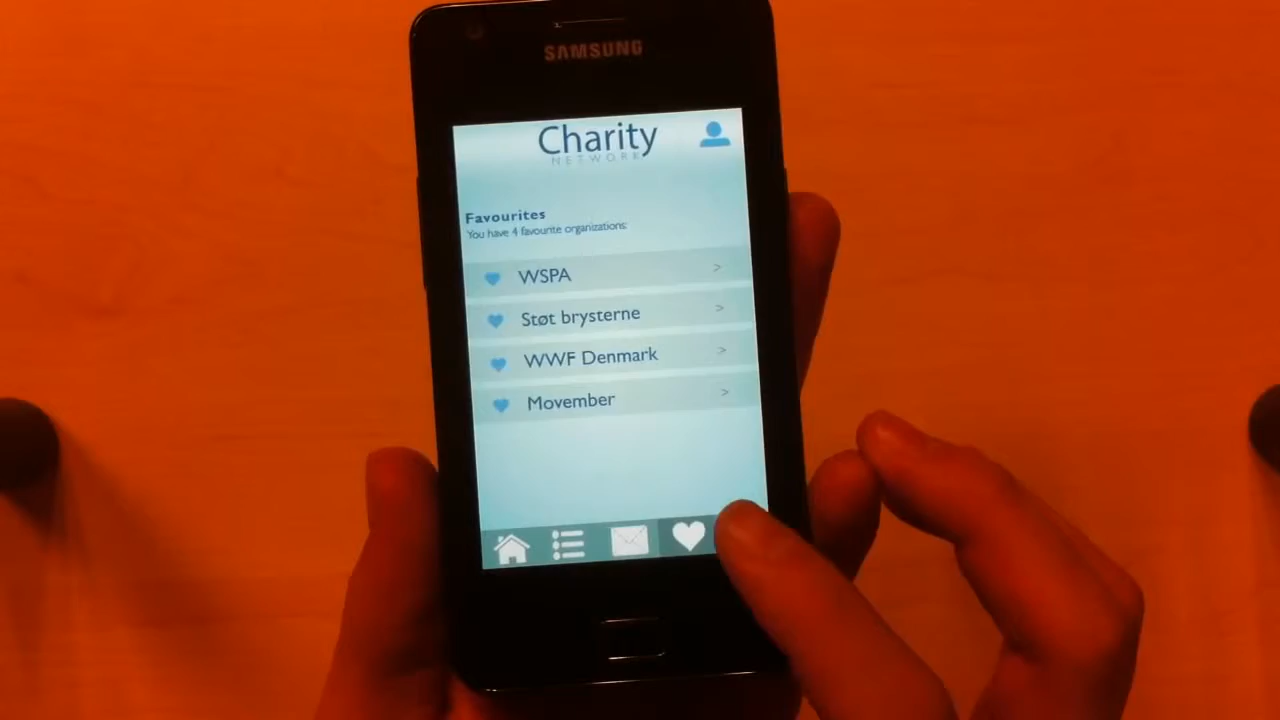 SAMSUNG
Charity
NETWORK
Favourites
You have 4 favourite organizations:
WSPA >
Støt brysterne >
WWF Denmark >
Movember >